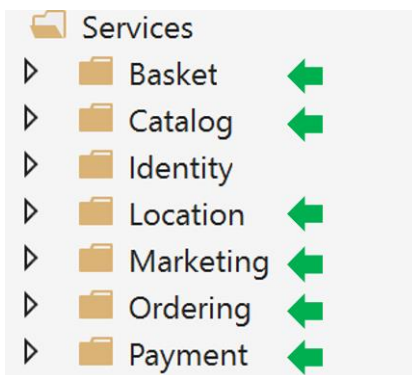 Services
Basket
Catalog
Identity
Location
Marketing
Ordering
Payment